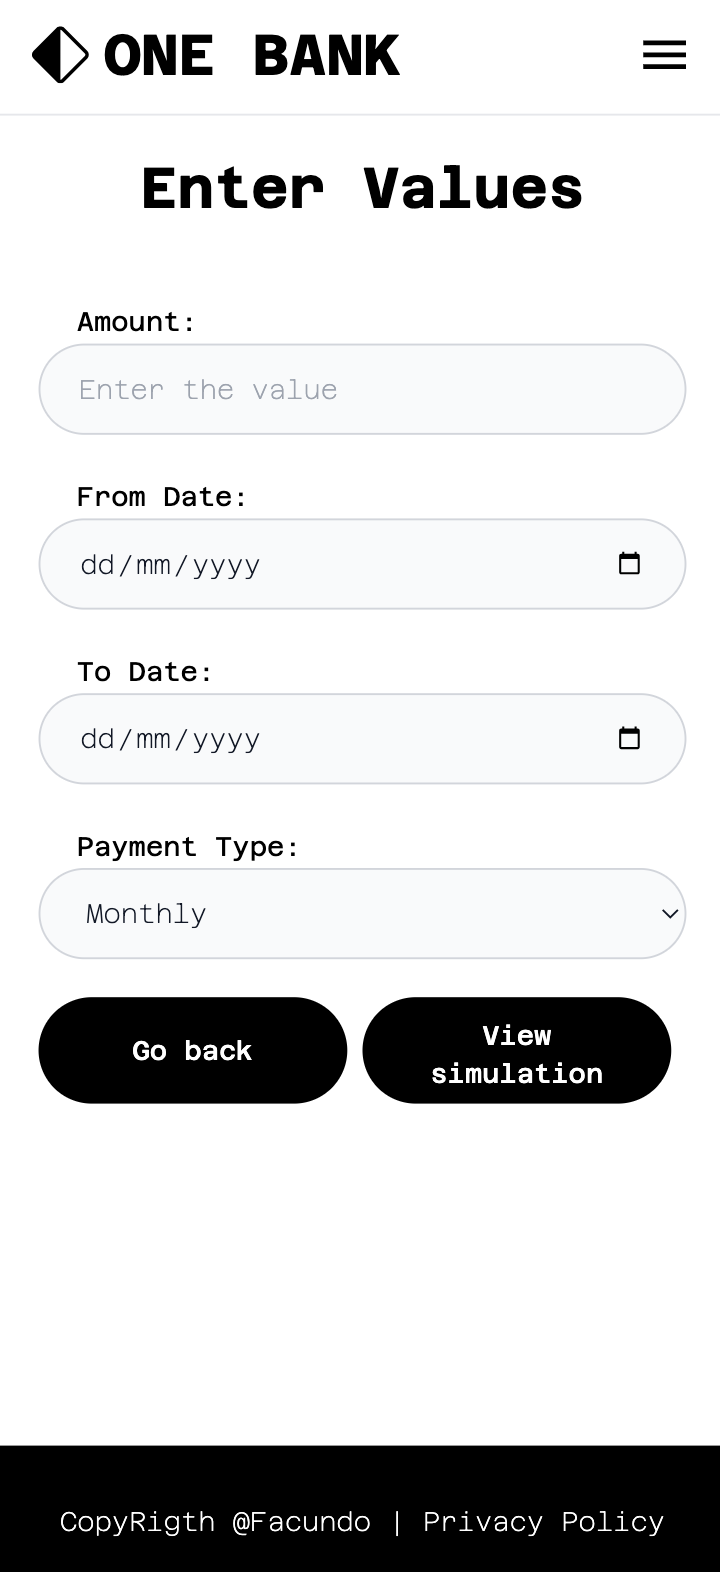 ONE BANK
Enter Values
Amount:
Enter the value
From Date:
dd/mm/yyyy
To Date:
dd/mm/yyyy
Payment Type:
Monthly
Go back
View
simulation
CopyRigth @Facundo | Privacy Policy